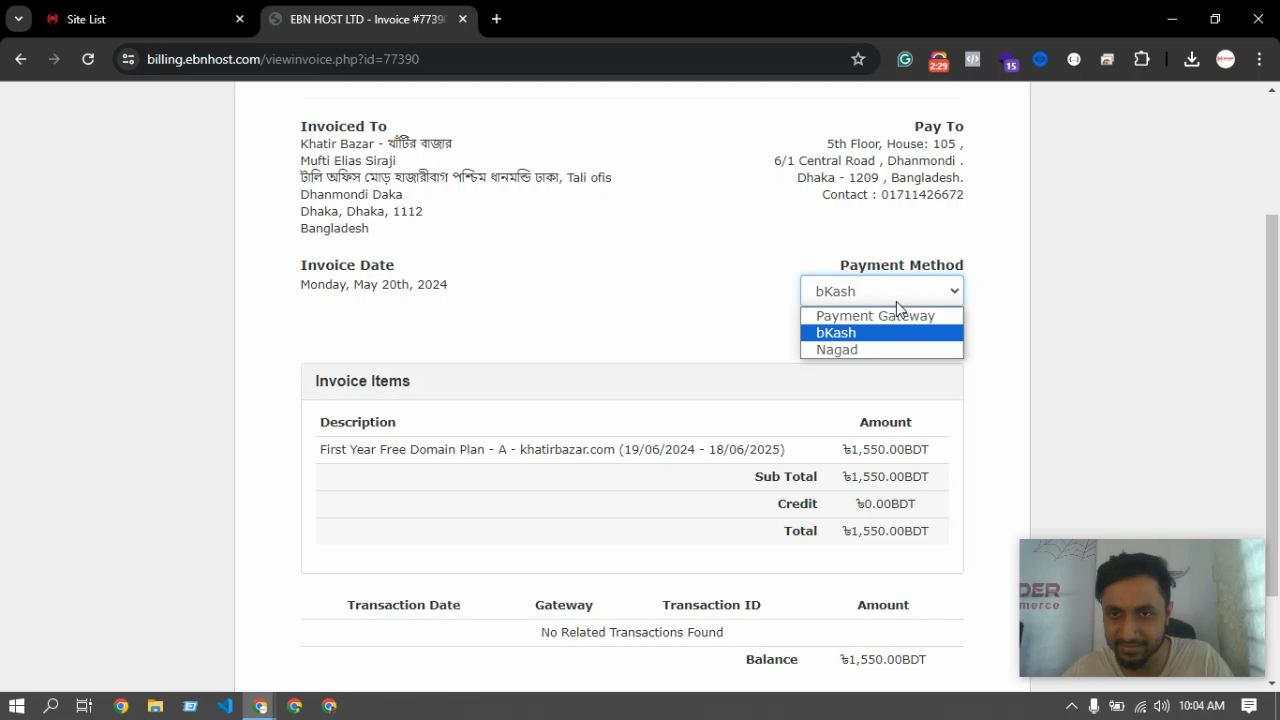 Site List
EBN HOST LTD - Invoice #7739
billing.ebnhost.com/viewinvoice.php?id=77390
2:29
15
Invoiced To
Khatir Bazar - খাঁটির বাজার
Mufti Elias Siraji
টালি অফিস মোড় হাজারীবাগ পশ্চিম ধানমন্ডি ঢাকা, Tali ofis
Dhanmondi Daka
Dhaka, Dhaka, 1112
Bangladesh
Pay To
5th Floor, House: 105 ,
6/1 Central Road , Dhanmondi .
Dhaka - 1209 , Bangladesh.
Contact : 01711426672
Invoice Date
Monday, May 20th, 2024
Payment Method
bKash
Payment Gateway
bKash
Nagad
Invoice Items
Description Amount
First Year Free Domain Plan - A - khatirbazar.com (19/06/2024 - 18/06/2025) ৳1,550.00BDT
Sub Total ৳1,550.00BDT
Credit ৳0.00BDT
Total ৳1,550.00BDT
Transaction Date Gateway Transaction ID Amount
No Related Transactions Found
Balance ৳1,550.00BDT
DER
merce
10:04 AM